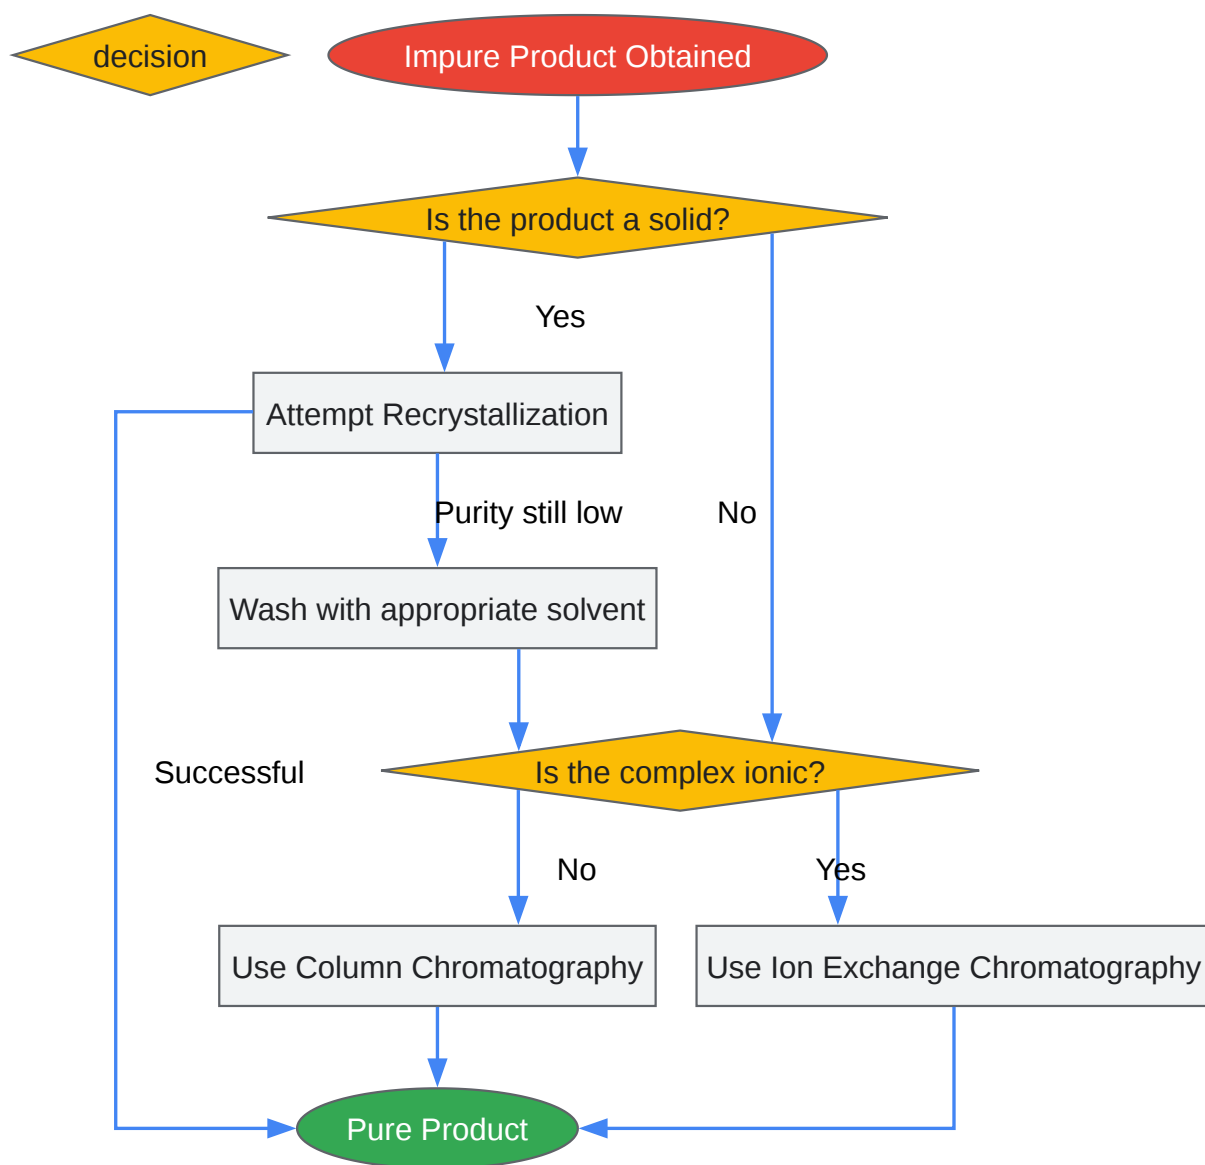 decision
Impure Product Obtained
Is the product a solid?
Yes
Attempt Recrystallization
Purity still low
No
Wash with appropriate solvent
Successful
Is the complex ionic?
No
Yes
Use Column Chromatography
Use Ion Exchange Chromatography
Pure Product